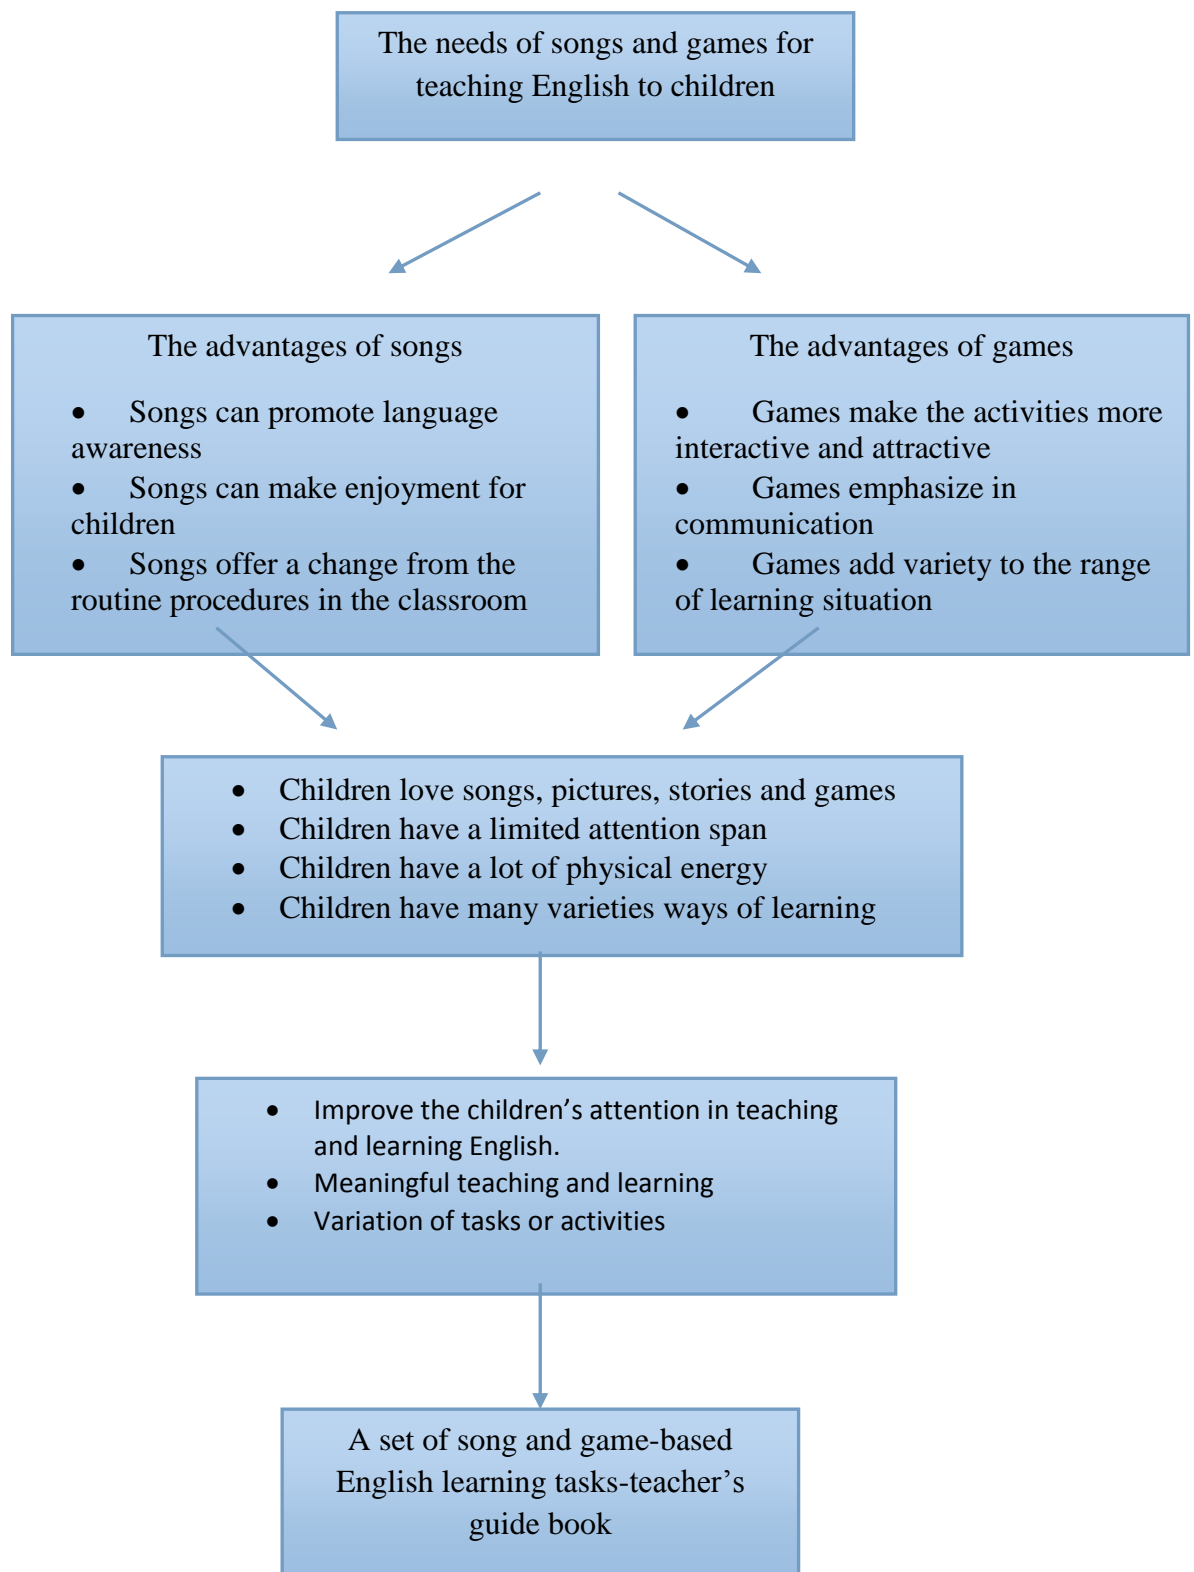 The needs of songs and games for
teaching English to children
The advantages of songs
• Songs can promote language
awareness
• Songs can make enjoyment for
children
• Songs offer a change from the
routine procedures in the classroom
The advantages of games
• Games make the activities more
interactive and attractive
• Games emphasize in
communication
• Games add variety to the range
of learning situation
• Children love songs, pictures, stories and games
• Children have a limited attention span
• Children have a lot of physical energy
• Children have many varieties ways of learning
• Improve the children’s attention in teaching
and learning English.
• Meaningful teaching and learning
• Variation of tasks or activities
A set of song and game-based
English learning tasks-teacher’s
guide book